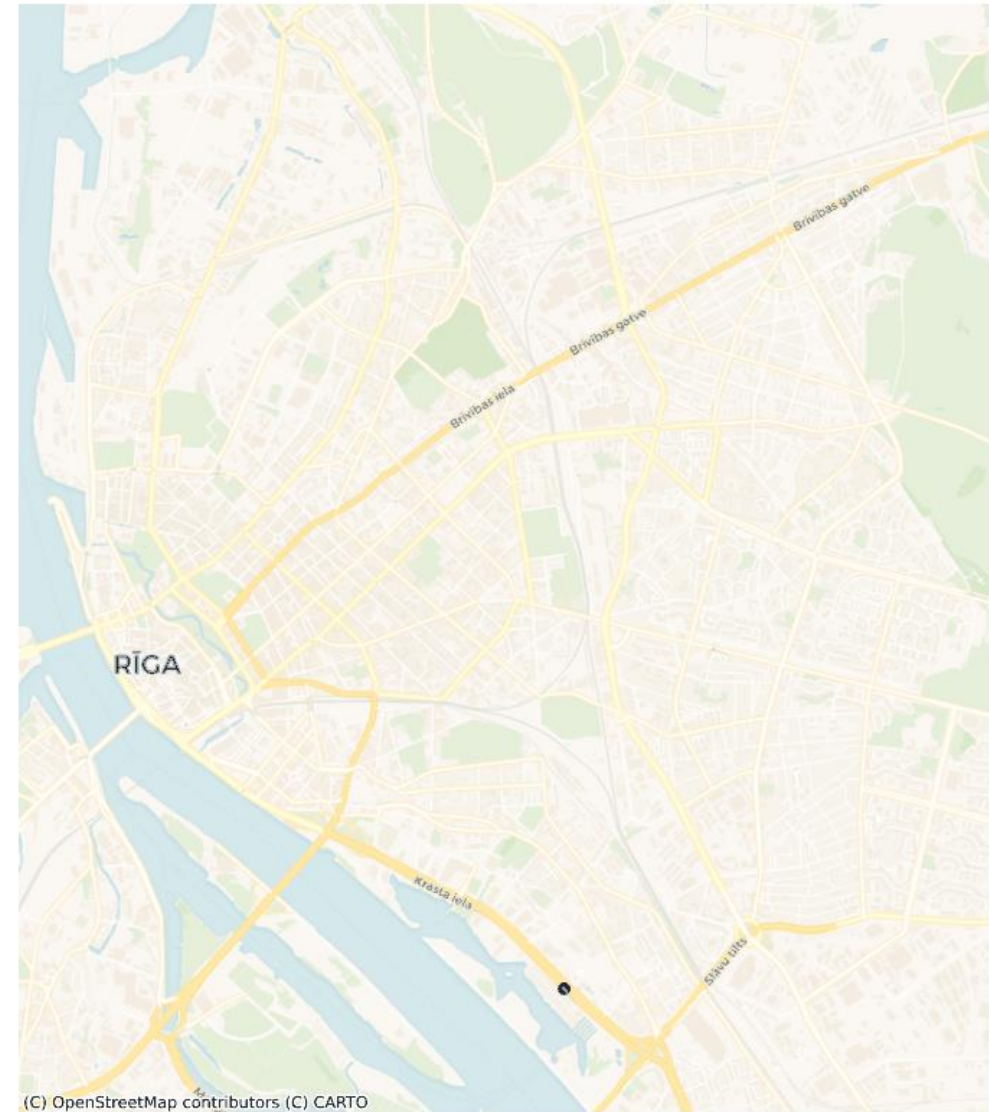 Brīvības gatve
Brīvības gatve
Brīvības iela
RĪGA
Krasta iela
Slāvu tilts
(C) OpenStreetMap contributors (C) CARTO